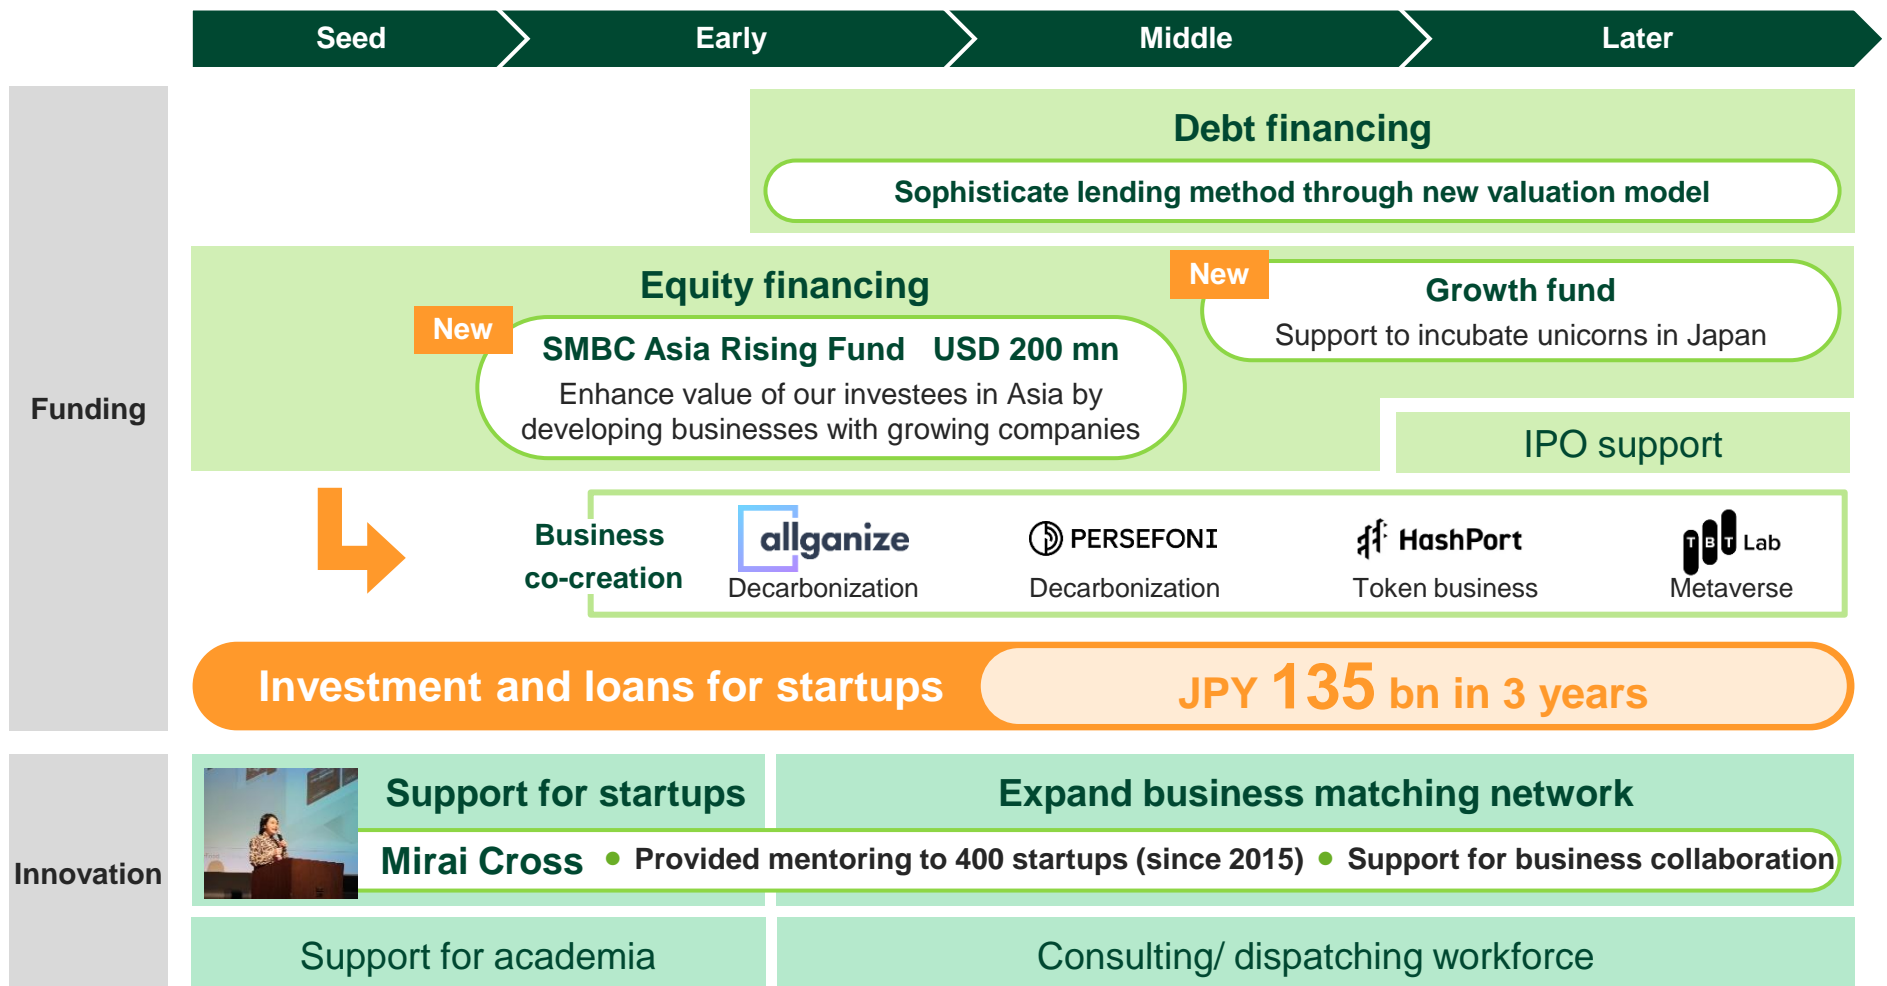 Seed
Early
Middle
Later
Funding
Debt financing
Sophisticate lending method through new valuation model
Equity financing
New
SMBC Asia Rising Fund USD 200 mn
Enhance value of our investees in Asia by
developing businesses with growing companies
New
Growth fund
Support to incubate unicorns in Japan
IPO support
Business
co-creation
allganize
Decarbonization
PERSEFONI
Decarbonization
HashPort
Token business
TBT Lab
Metaverse
Investment and loans for startups
JPY 135 bn in 3 years
Innovation
Support for startups
Expand business matching network
Mirai Cross • Provided mentoring to 400 startups (since 2015) • Support for business collaboration
Support for academia
Consulting/ dispatching workforce